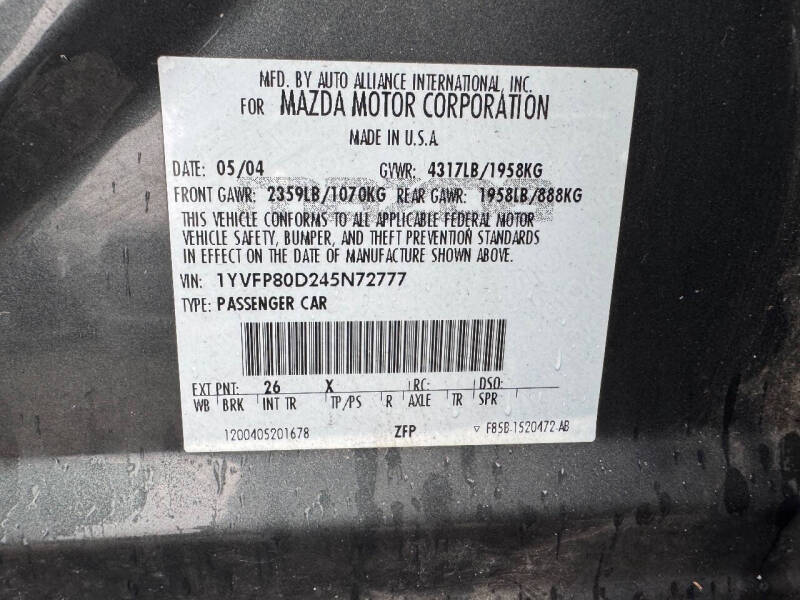 MFD. BY AUTO ALLIANCE INTERNATIONAL, INC.
FOR MAZDA MOTOR CORPORATION
MADE IN U.S.A.
DATE: 05/04 GVWR: 4317LB/1958KG
FRONT GAWR: 2359LB/1070KG REAR GAWR: 1958LB/888KG
THIS VEHICLE CONFORMS TO ALL APPLICABLE FEDERAL MOTOR
VEHICLE SAFETY, BUMPER, AND THEFT PREVENTION STANDARDS
IN EFFECT ON THE DATE OF MANUFACTURE SHOWN ABOVE.
VIN: 1YVFP80D245N72777
TYPE: PASSENGER CAR
EXT PNT: 26 X RC: DSO:
WB BRK INT TR TP/PS R AXLE TR SPR
1200405201678 ZFP ▽ F85B-1520472-AB